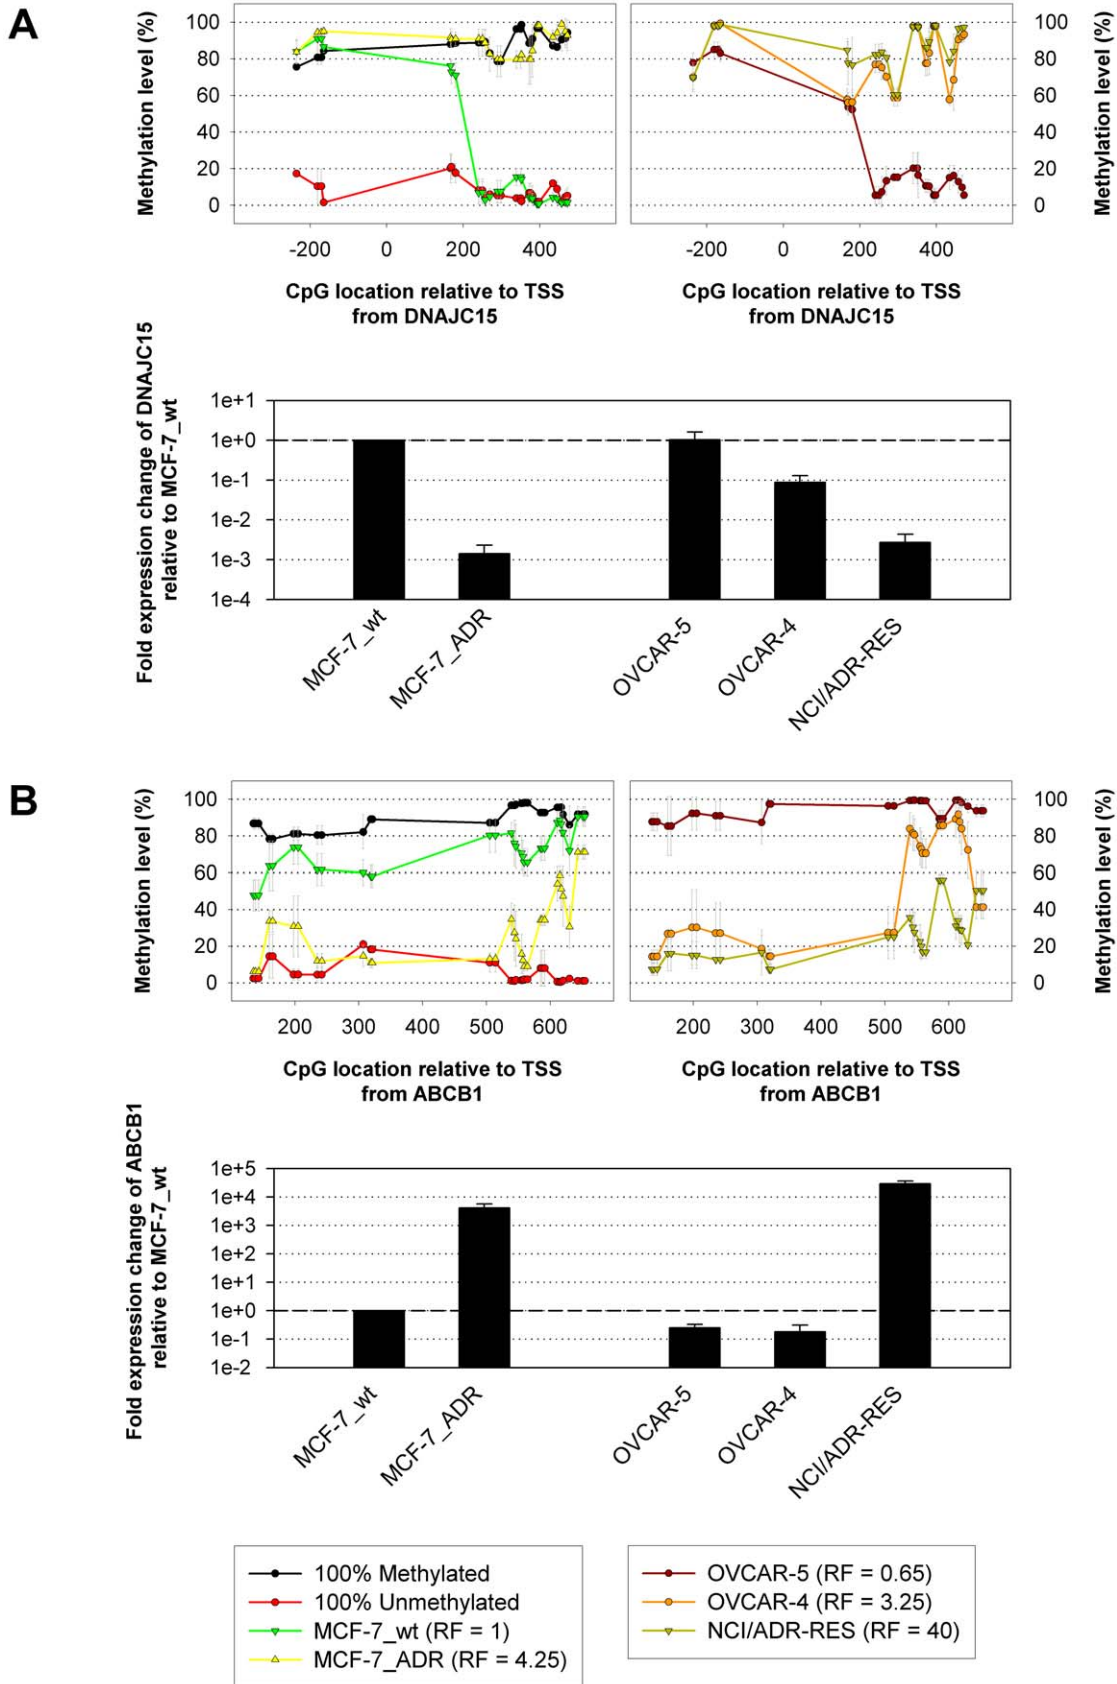 A
Methylation level (%)
100
80
60
40
20
0
-200 0 200 400
CpG location relative to TSS
from DNAJC15
100
80
60
40
20
0
Methylation level (%)
-200 0 200 400
CpG location relative to TSS
from DNAJC15
Fold expression change of DNAJC15
relative to MCF-7_wt
1e+1
1e+0
1e-1
1e-2
1e-3
1e-4
MCF-7_wt
MCF-7_ADR
OVCAR-5
OVCAR-4
NCI/ADR-RES
B
Methylation level (%)
100
80
60
40
20
0
200 300 400 500 600
CpG location relative to TSS
from ABCB1
100
80
60
40
20
0
Methylation level (%)
200 300 400 500 600
CpG location relative to TSS
from ABCB1
Fold expression change of ABCB1
relative to MCF-7_wt
1e+5
1e+4
1e+3
1e+2
1e+1
1e+0
1e-1
1e-2
MCF-7_wt
MCF-7_ADR
OVCAR-5
OVCAR-4
NCI/ADR-RES
100% Methylated
100% Unmethylated
MCF-7_wt (RF = 1)
MCF-7_ADR (RF = 4.25)
OVCAR-5 (RF = 0.65)
OVCAR-4 (RF = 3.25)
NCI/ADR-RES (RF = 40)